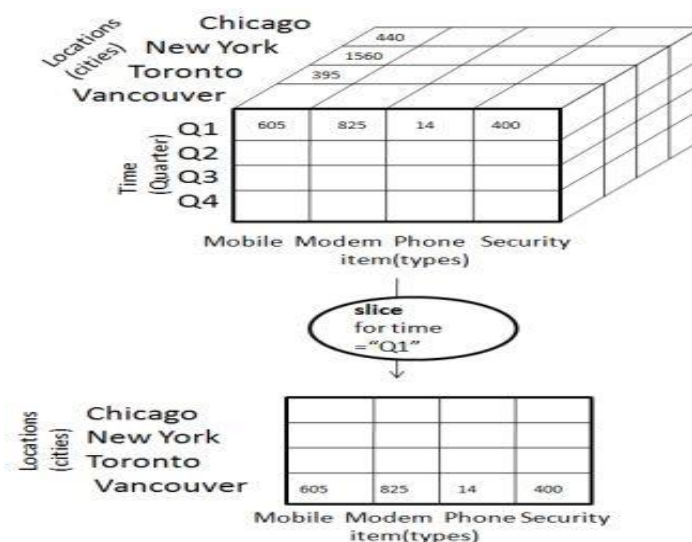 Locations
(cities)
Chicago
New York
Toronto
Vancouver
440
1560
395
Time
(Quarter)
Q1 605 825 14 400
Q2
Q3
Q4
Mobile Modem Phone Security
item(types)
slice
for time
="Q1"
Locations
(cities)
Chicago
New York
Toronto
Vancouver 605 825 14 400
Mobile Modem Phone Security
item(types)